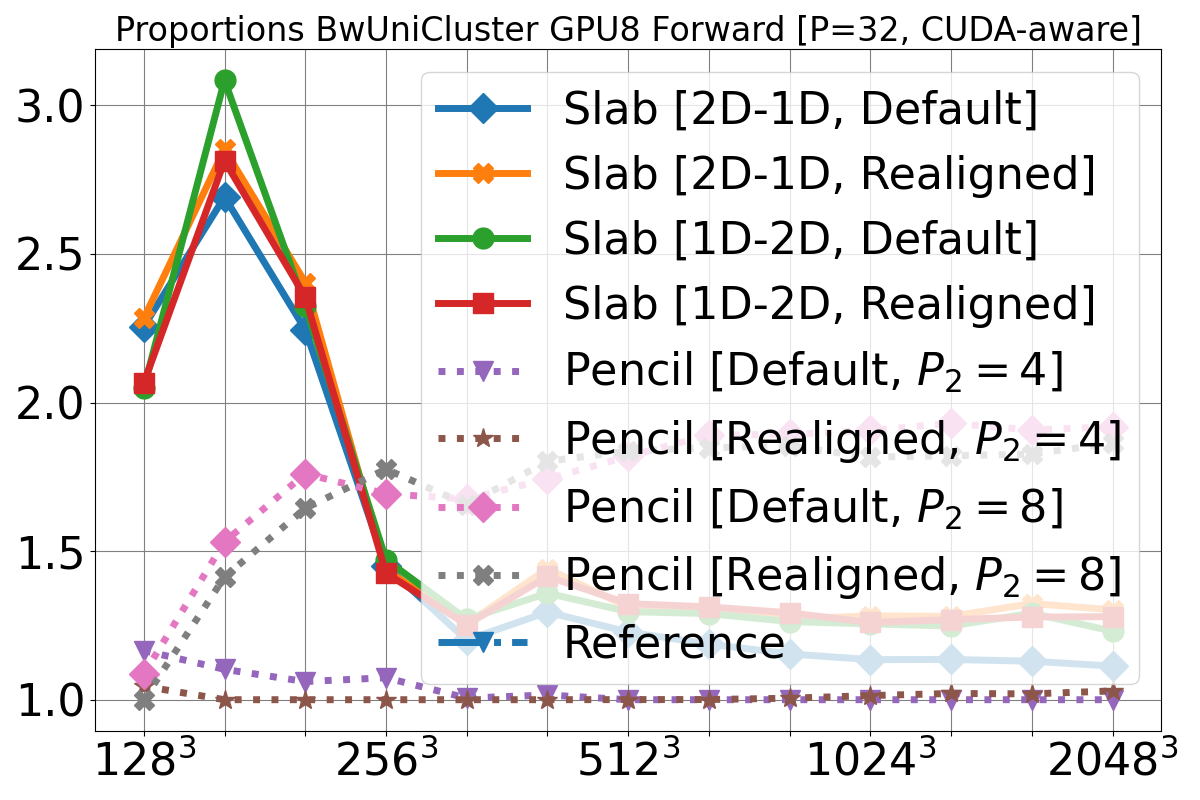 Proportions BwUniCluster GPU8 Forward [P=32, CUDA-aware]
3.0
2.5
2.0
1.5
1.0
Slab [2D-1D, Default]
Slab [2D-1D, Realigned]
Slab [1D-2D, Default]
Slab [1D-2D, Realigned]
Pencil [Default, P₂ = 4]
Pencil [Realigned, P₂ = 4]
Pencil [Default, P₂ = 8]
Pencil [Realigned, P₂ = 8]
Reference
128³ 256³ 512³ 1024³ 2048³